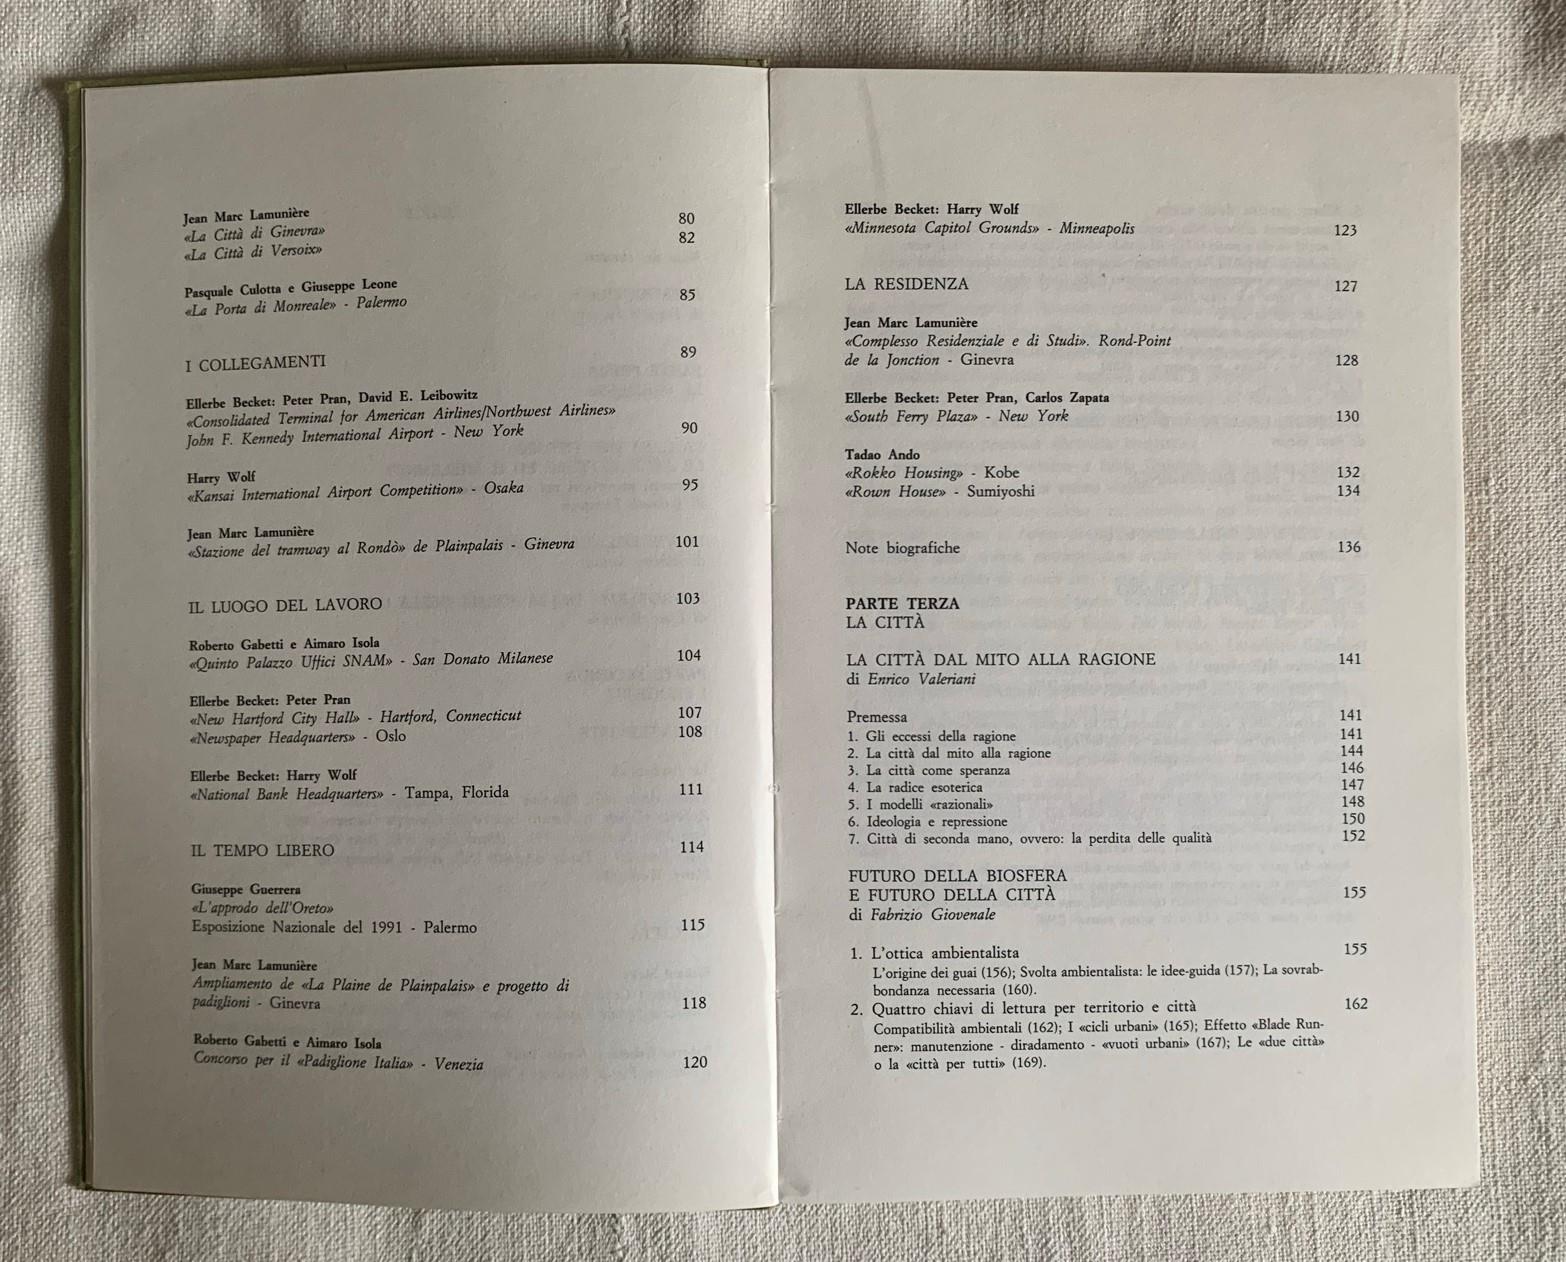 Jean Marc Lamunière
«La Città di Ginevra» 80
«La Città di Versoix» 82
Pasquale Culotta e Giuseppe Leone
«La Porta di Monreale» - Palermo 85
I COLLEGAMENTI 89
Ellerbe Becket: Peter Pran, David E. Leibowitz
«Consolidated Terminal for American Airlines/Northwest Airlines»
John F. Kennedy International Airport - New York 90
Harry Wolf
«Kansai International Airport Competition» - Osaka 95
Jean Marc Lamunière
«Stazione del tramway al Rondò» de Plainpalais - Ginevra 101
IL LUOGO DEL LAVORO 103
Roberto Gabetti e Aimaro Isola
«Quinto Palazzo Uffici SNAM» - San Donato Milanese 104
Ellerbe Becket: Peter Pran
«New Hartford City Hall» - Hartford, Connecticut 107
«Newspaper Headquarters» - Oslo 108
Ellerbe Becket: Harry Wolf
«National Bank Headquarters» - Tampa, Florida 111
IL TEMPO LIBERO 114
Giuseppe Guerrera
«L'approdo dell'Oreto»
Esposizione Nazionale del 1991 - Palermo 115
Jean Marc Lamunière
Ampliamento de «La Plaine de Plainpalais» e progetto di
padiglioni - Ginevra 118
Roberto Gabetti e Aimaro Isola
Concorso per il «Padiglione Italia» - Venezia 120
Ellerbe Becket: Harry Wolf
«Minnesota Capitol Grounds» - Minneapolis 123
LA RESIDENZA 127
Jean Marc Lamunière
«Complesso Residenziale e di Studi». Rond-Point
de la Jonction - Ginevra 128
Ellerbe Becket: Peter Pran, Carlos Zapata
«South Ferry Plaza» - New York 130
Tadao Ando
«Rokko Housing» - Kobe 132
«Rown House» - Sumiyoshi 134
Note biografiche 136
PARTE TERZA
LA CITTÀ
LA CITTÀ DAL MITO ALLA RAGIONE 141
di Enrico Valeriani
Premessa 141
1. Gli eccessi della ragione 141
2. La città dal mito alla ragione 144
3. La città come speranza 146
4. La radice esoterica 147
5. I modelli «razionali» 148
6. Ideologia e repressione 150
7. Città di seconda mano, ovvero: la perdita delle qualità 152
FUTURO DELLA BIOSFERA
E FUTURO DELLA CITTÀ 155
di Fabrizio Giovenale
1. L'ottica ambientalista 155
L'origine dei guai (156); Svolta ambientalista: le idee-guida (157); La sovrab-
bondanza necessaria (160).
2. Quattro chiavi di lettura per territorio e città 162
Compatibilità ambientali (162); I «cicli urbani» (165); Effetto «Blade Run-
ner»: manutenzione - diradamento - «vuoti urbani» (167); Le «due città»
o la «città per tutti» (169).